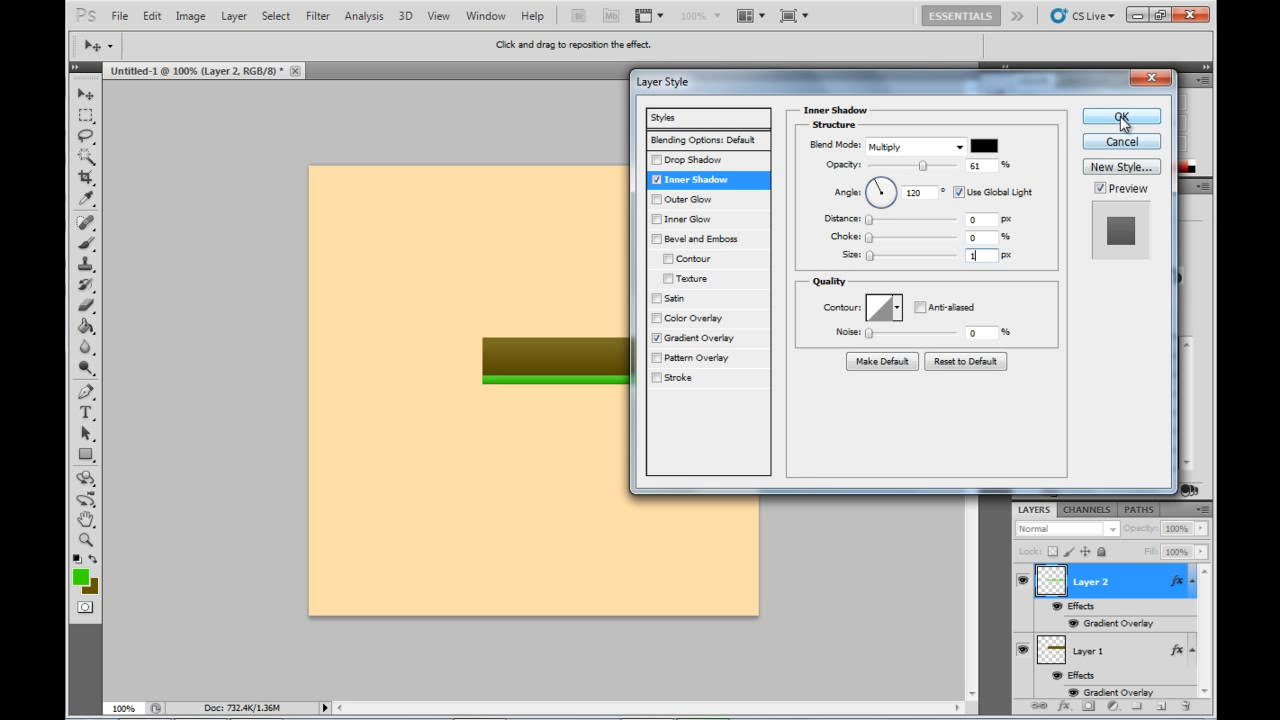 Ps File Edit Image Layer Select Filter Analysis 3D View Window Help Br Mb 100% ESSENTIALS CS Live
Click and drag to reposition the effect.
Untitled-1 @ 100% (Layer 2, RGB/8) *
Layer Style
Styles
Blending Options: Default
Drop Shadow
Inner Shadow
Outer Glow
Inner Glow
Bevel and Emboss
Contour
Texture
Satin
Color Overlay
Gradient Overlay
Pattern Overlay
Stroke
Inner Shadow
Structure
Blend Mode: Multiply
Opacity: 61 %
Angle: 120 ° Use Global Light
Distance: 0 px
Choke: 0 %
Size: 1 px
Quality
Contour: Anti-aliased
Noise: 0 %
Make Default Reset to Default
OK
Cancel
New Style...
Preview
LAYERS CHANNELS PATHS
Normal Opacity: 100%
Lock: Fill: 100%
Layer 2 fx
Effects
Gradient Overlay
Layer 1 fx
Effects
Gradient Overlay
100% Doc: 732.4K/1.36M